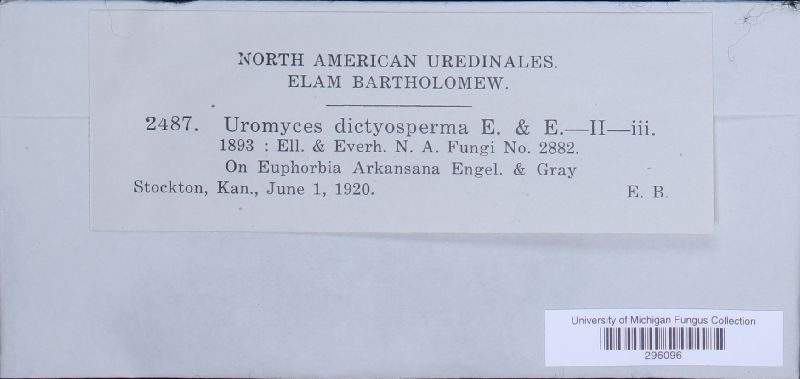 NORTH AMERICAN UREDINALES.
ELAM BARTHOLOMEW.
2487. Uromyces dictyosperma E. & E.—II—iii.
1893 : Ell. & Everh. N. A. Fungi No. 2882.
On Euphorbia Arkansana Engel. & Gray
Stockton, Kan., June 1, 1920. E. B.
University of Michigan Fungus Collection
296096